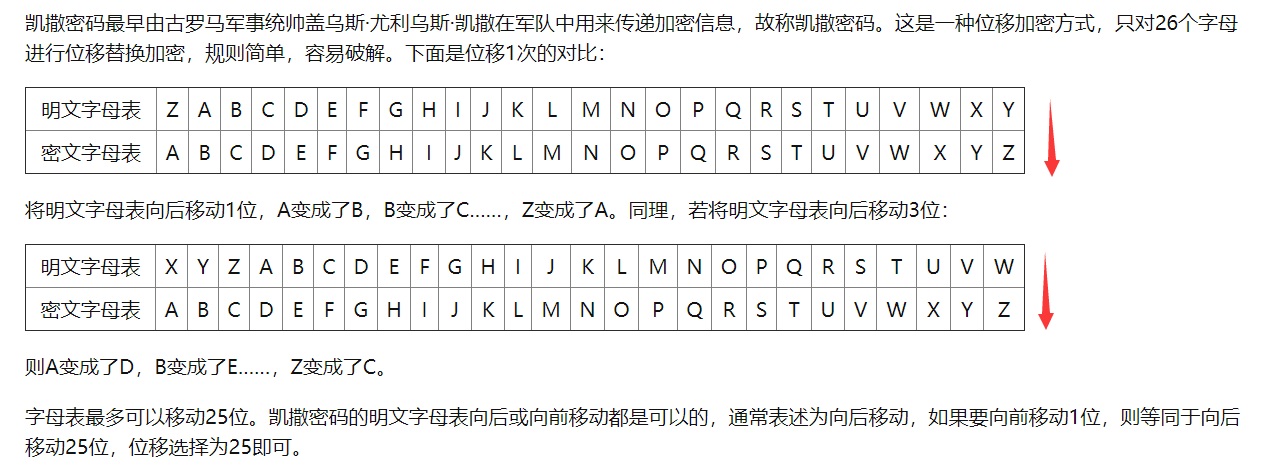 凯撒密码最早由古罗马军事统帅盖乌斯·尤利乌斯·凯撒在军队中用来传递加密信息，故称凯撒密码。这是一种位移加密方式，只对26个字母
进行位移替换加密，规则简单，容易破解。下面是位移1次的对比：
明文字母表 Z A B C D E F G H I J K L M N O P Q R S T U V W X Y
密文字母表 A B C D E F G H I J K L M N O P Q R S T U V W X Y Z
将明文字母表向后移动1位，A变成了B，B变成了C……，Z变成了A。同理，若将明文字母表向后移动3位：
明文字母表 X Y Z A B C D E F G H I J K L M N O P Q R S T U V W
密文字母表 A B C D E F G H I J K L M N O P Q R S T U V W X Y Z
则A变成了D，B变成了E……，Z变成了C。
字母表最多可以移动25位。凯撒密码的明文字母表向后或向前移动都是可以的，通常表述为向后移动，如果要向前移动1位，则等同于向后
移动25位，位移选择为25即可。